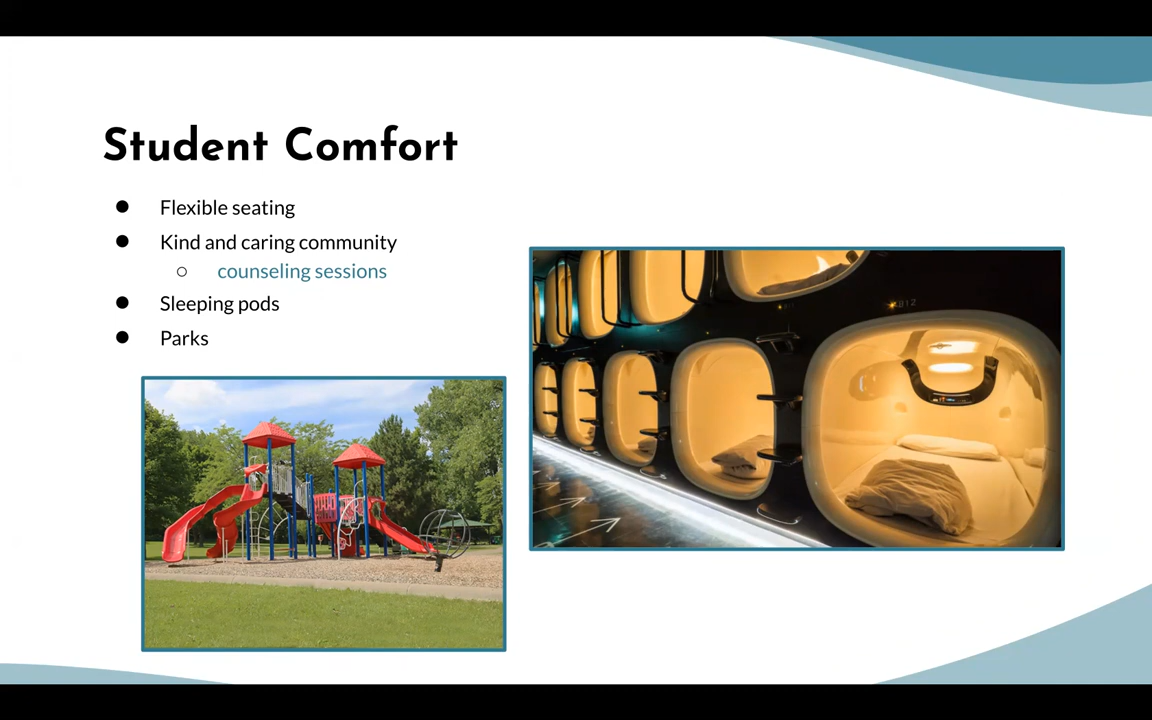 Student Comfort
● Flexible seating
● Kind and caring community
○ counseling sessions
● Sleeping pods
● Parks